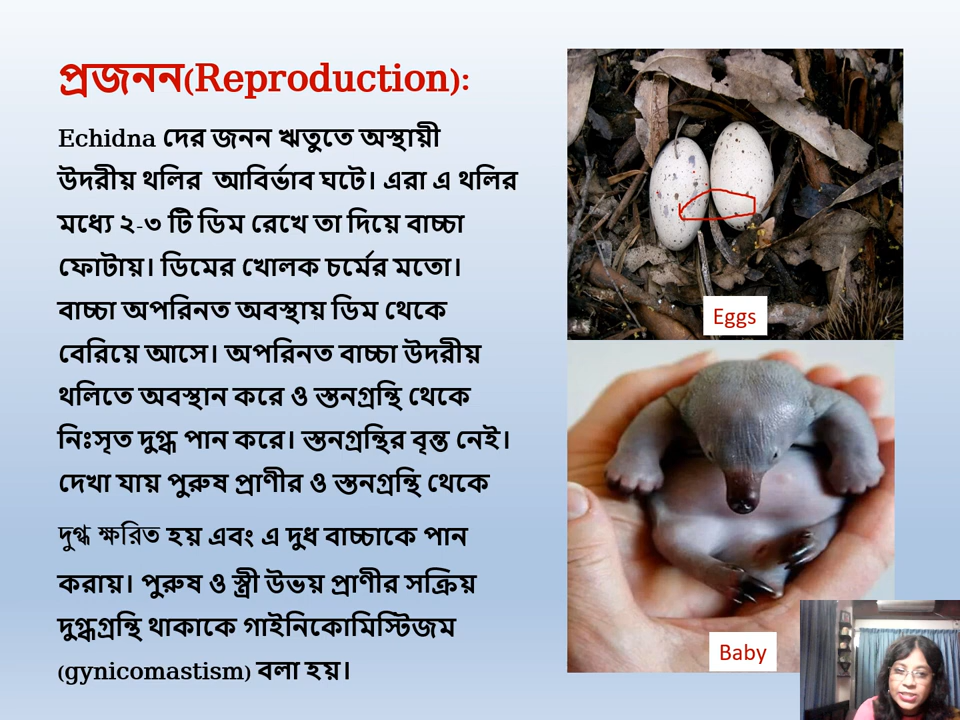 প্রজনন(Reproduction):
Echidna দের জনন ঋতুতে অস্থায়ী
উদরীয় থলির আবির্ভাব ঘটে। এরা এ থলির
মধ্যে ২-৩ টি ডিম রেখে তা দিয়ে বাচ্চা
ফোটায়। ডিমের খোলক চর্মের মতো।
বাচ্চা অপরিনত অবস্থায় ডিম থেকে
বেরিয়ে আসে। অপরিনত বাচ্চা উদরীয়
থলিতে অবস্থান করে ও স্তনগ্রন্থি থেকে
নিঃসৃত দুগ্ধ পান করে। স্তনগ্রন্থির বৃন্ত নেই।
দেখা যায় পুরুষ প্রাণীর ও স্তনগ্রন্থি থেকে
দুগ্ধ ক্ষরিত হয় এবং এ দুধ বাচ্চাকে পান
করায়। পুরুষ ও স্ত্রী উভয় প্রাণীর সক্রিয়
দুগ্ধগ্রন্থি থাকাকে গাইনিকোমিস্টিজম
(gynicomastism) বলা হয়।
Eggs
Baby